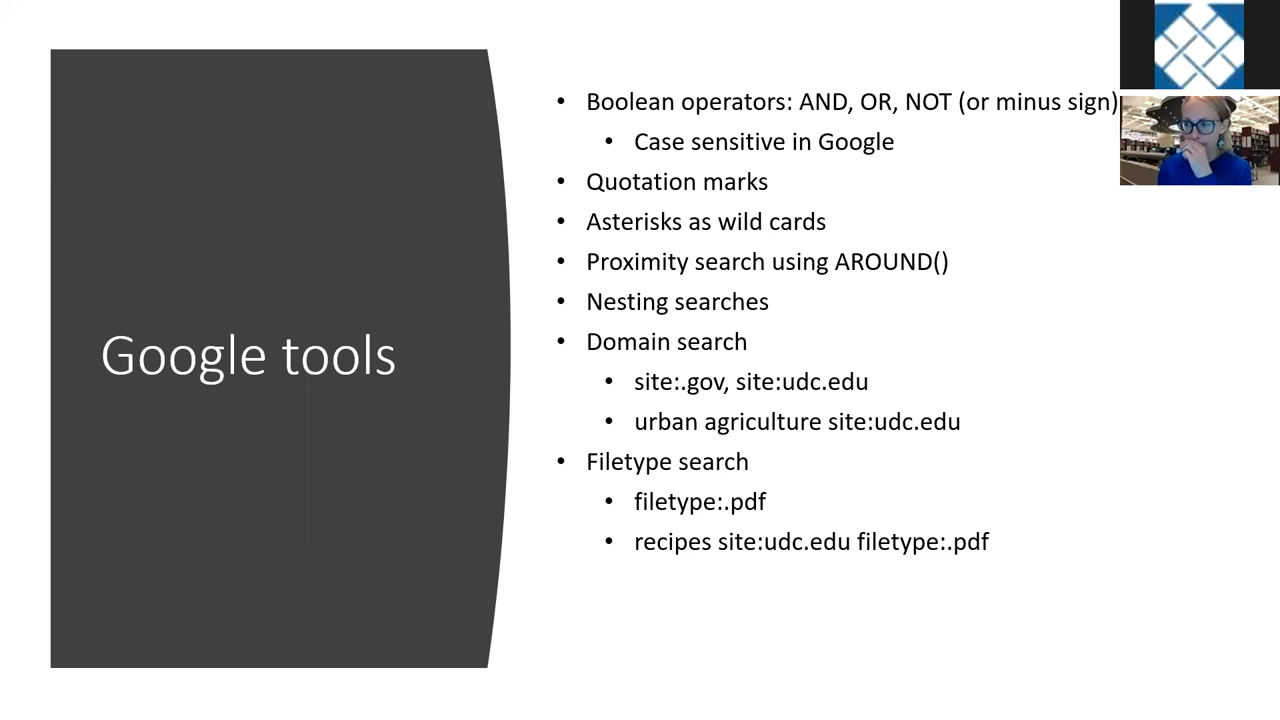 Google tools
• Boolean operators: AND, OR, NOT (or minus sign)
• Case sensitive in Google
• Quotation marks
• Asterisks as wild cards
• Proximity search using AROUND()
• Nesting searches
• Domain search
• site:.gov, site:udc.edu
• urban agriculture site:udc.edu
• Filetype search
• filetype:.pdf
• recipes site:udc.edu filetype:.pdf